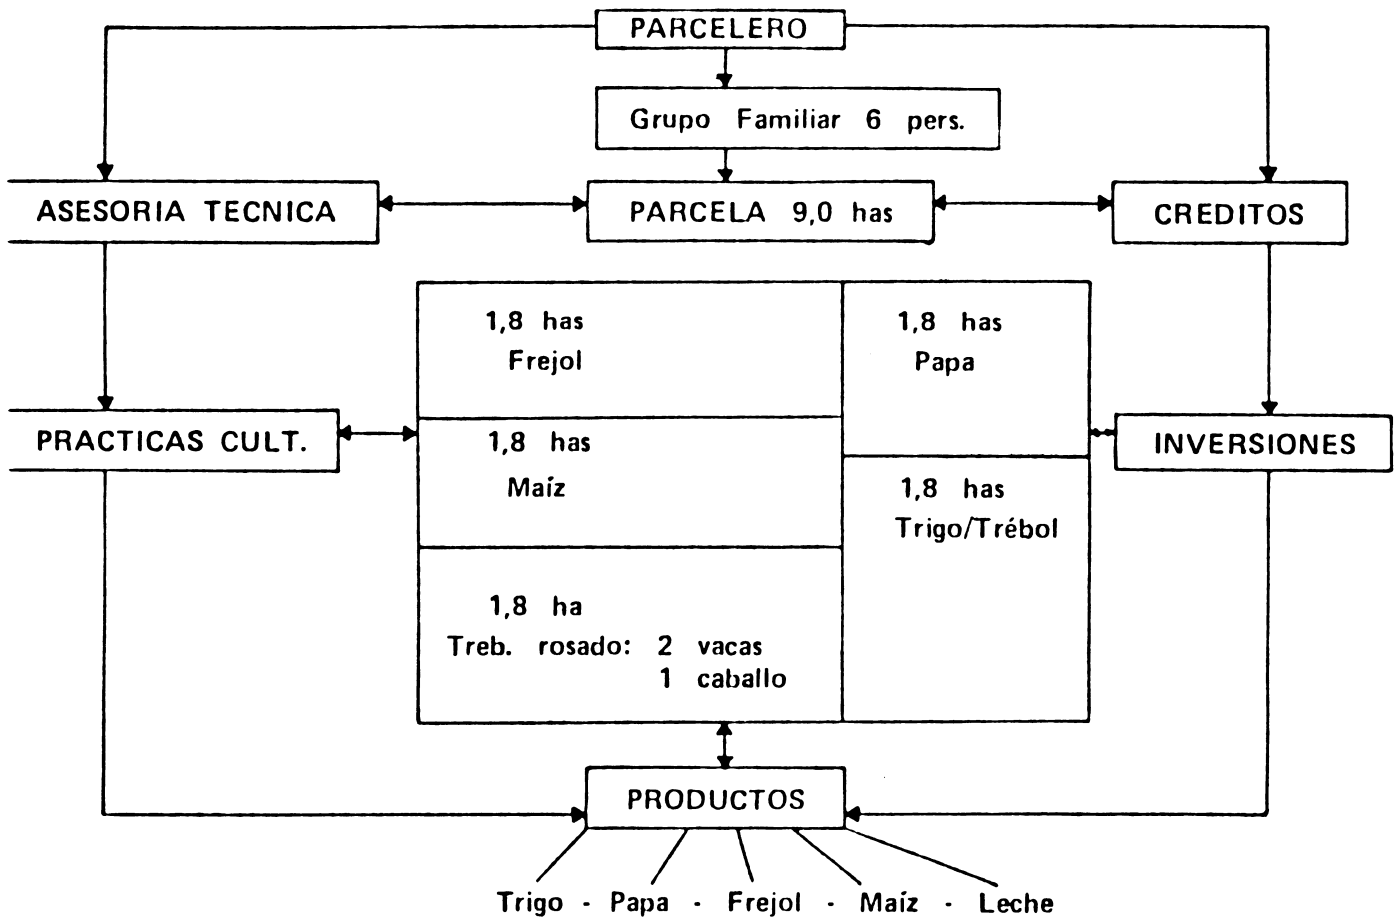 PARCELERO
Grupo Familiar 6 pers.
ASESORIA TECNICA
PARCELA 9,0 has
CREDITOS
1,8 has
Frejol
1,8 has
Papa
PRACTICAS CULT.
1,8 has
Maíz
INVERSIONES
1,8 has
Trigo/Trébol
1,8 ha
Treb. rosado: 2 vacas
1 caballo
PRODUCTOS
Trigo - Papa - Frejol - Maíz - Leche